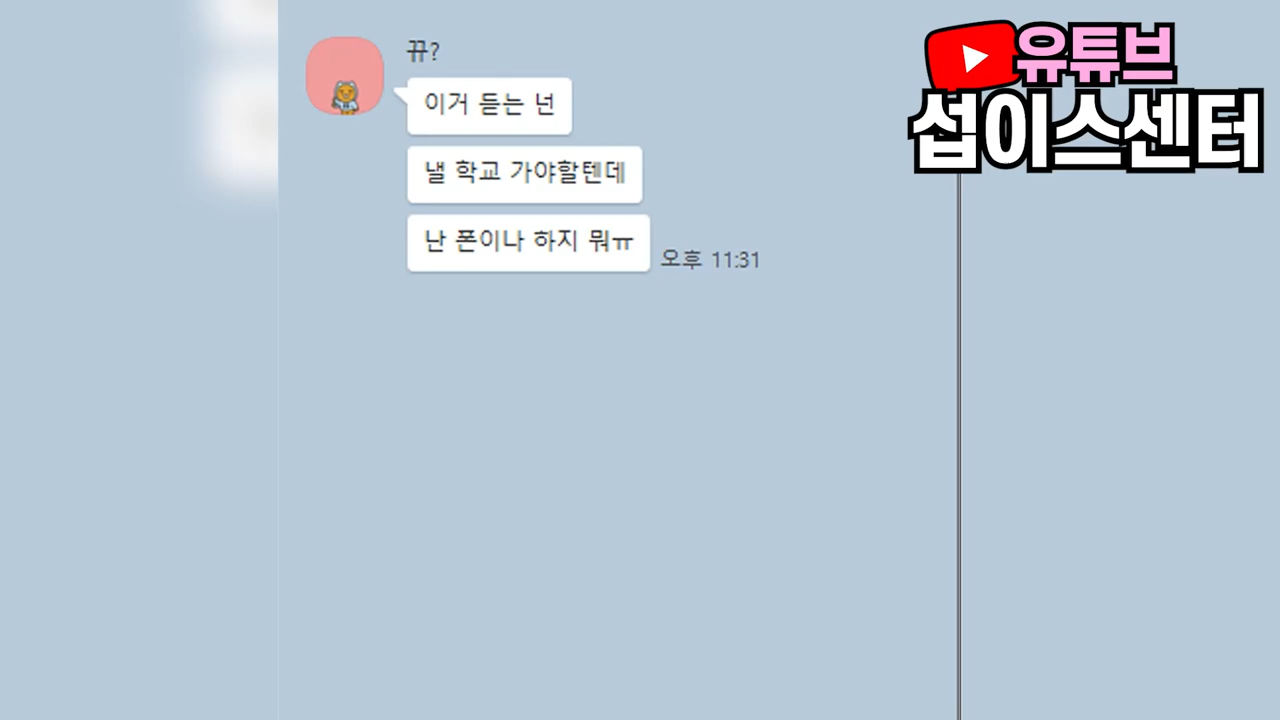 유튜브
섭이스센터
뀨?
이거 듣는 넌
낼 학교 가야할텐데
난 폰이나 하지 뭐ㅠ
오후 11:31